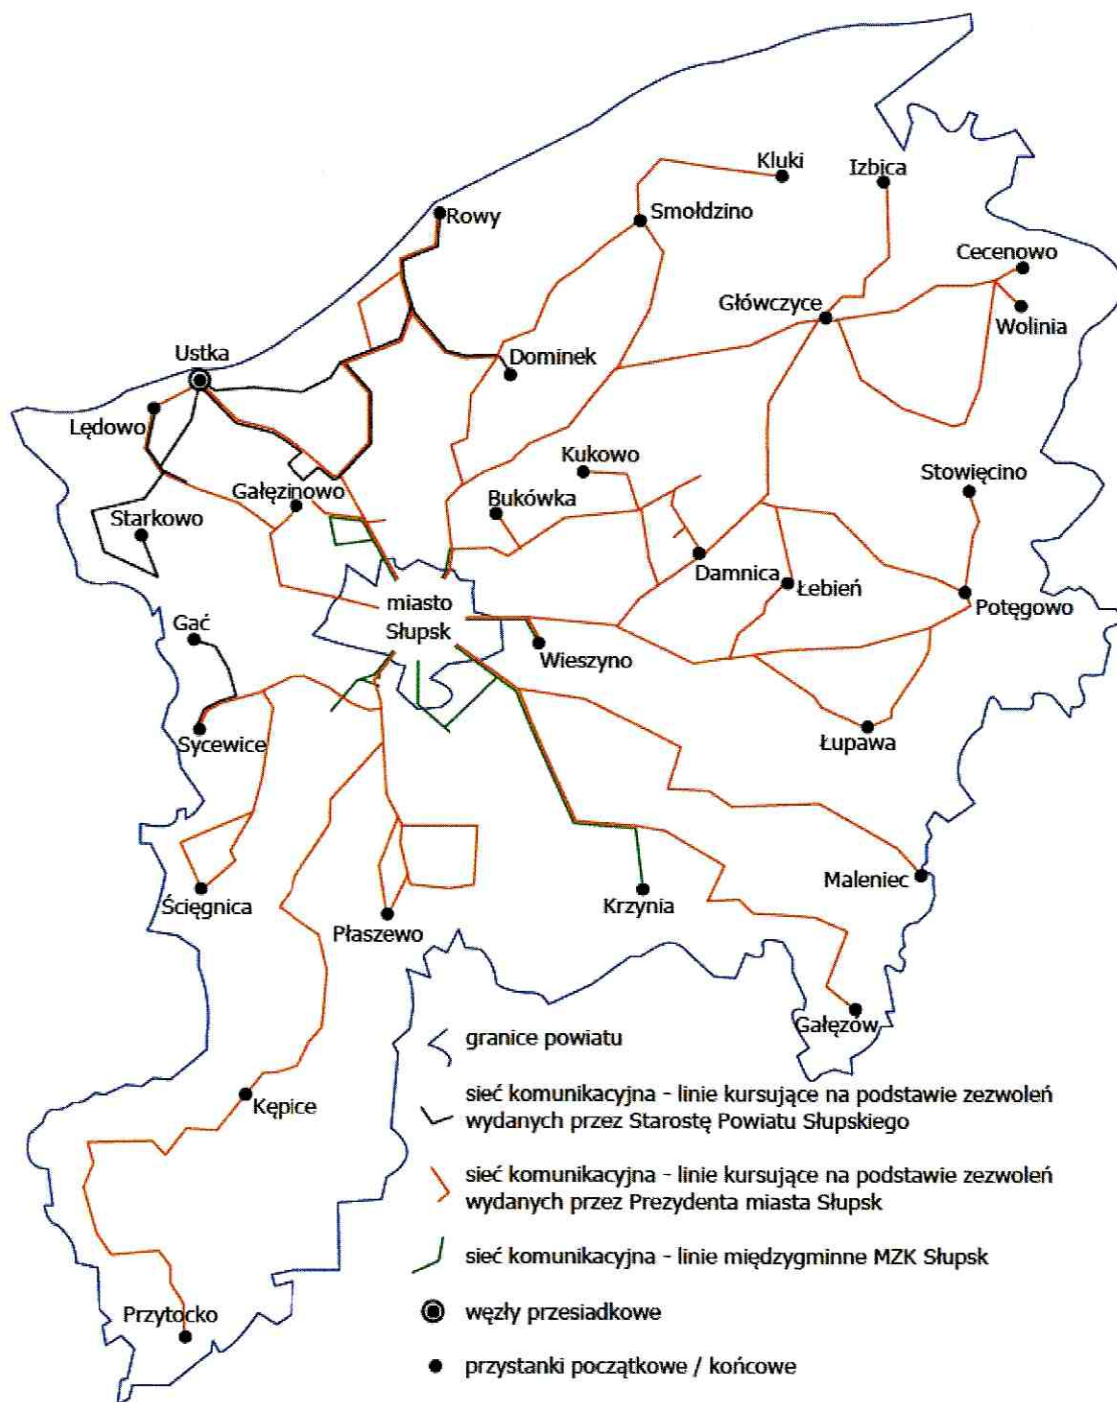 Kluki
Izbica
Rowy
Smołdzino
Cecenowo
Główczyce
Wolinia
Ustka
Dominek
Lędowo
Kukowo
Stowięcino
Gałęzinowo
Bukówka
Starkowo
Damnica
Łebień
Potęgowo
miasto
Słupsk
Gać
Wieszyno
Sycewice
Łupawa
Maleniec
Ścięgnica
Krzynia
Płaszewo
Gałęzów
granice powiatu
sieć komunikacyjna - linie kursujące na podstawie zezwoleń
wydanych przez Starostę Powiatu Słupskiego
Kępice
sieć komunikacyjna - linie kursujące na podstawie zezwoleń
wydanych przez Prezydenta miasta Słupsk
sieć komunikacyjna - linie międzygminne MZK Słupsk
Przytocko
węzły przesiadkowe
przystanki początkowe / końcowe